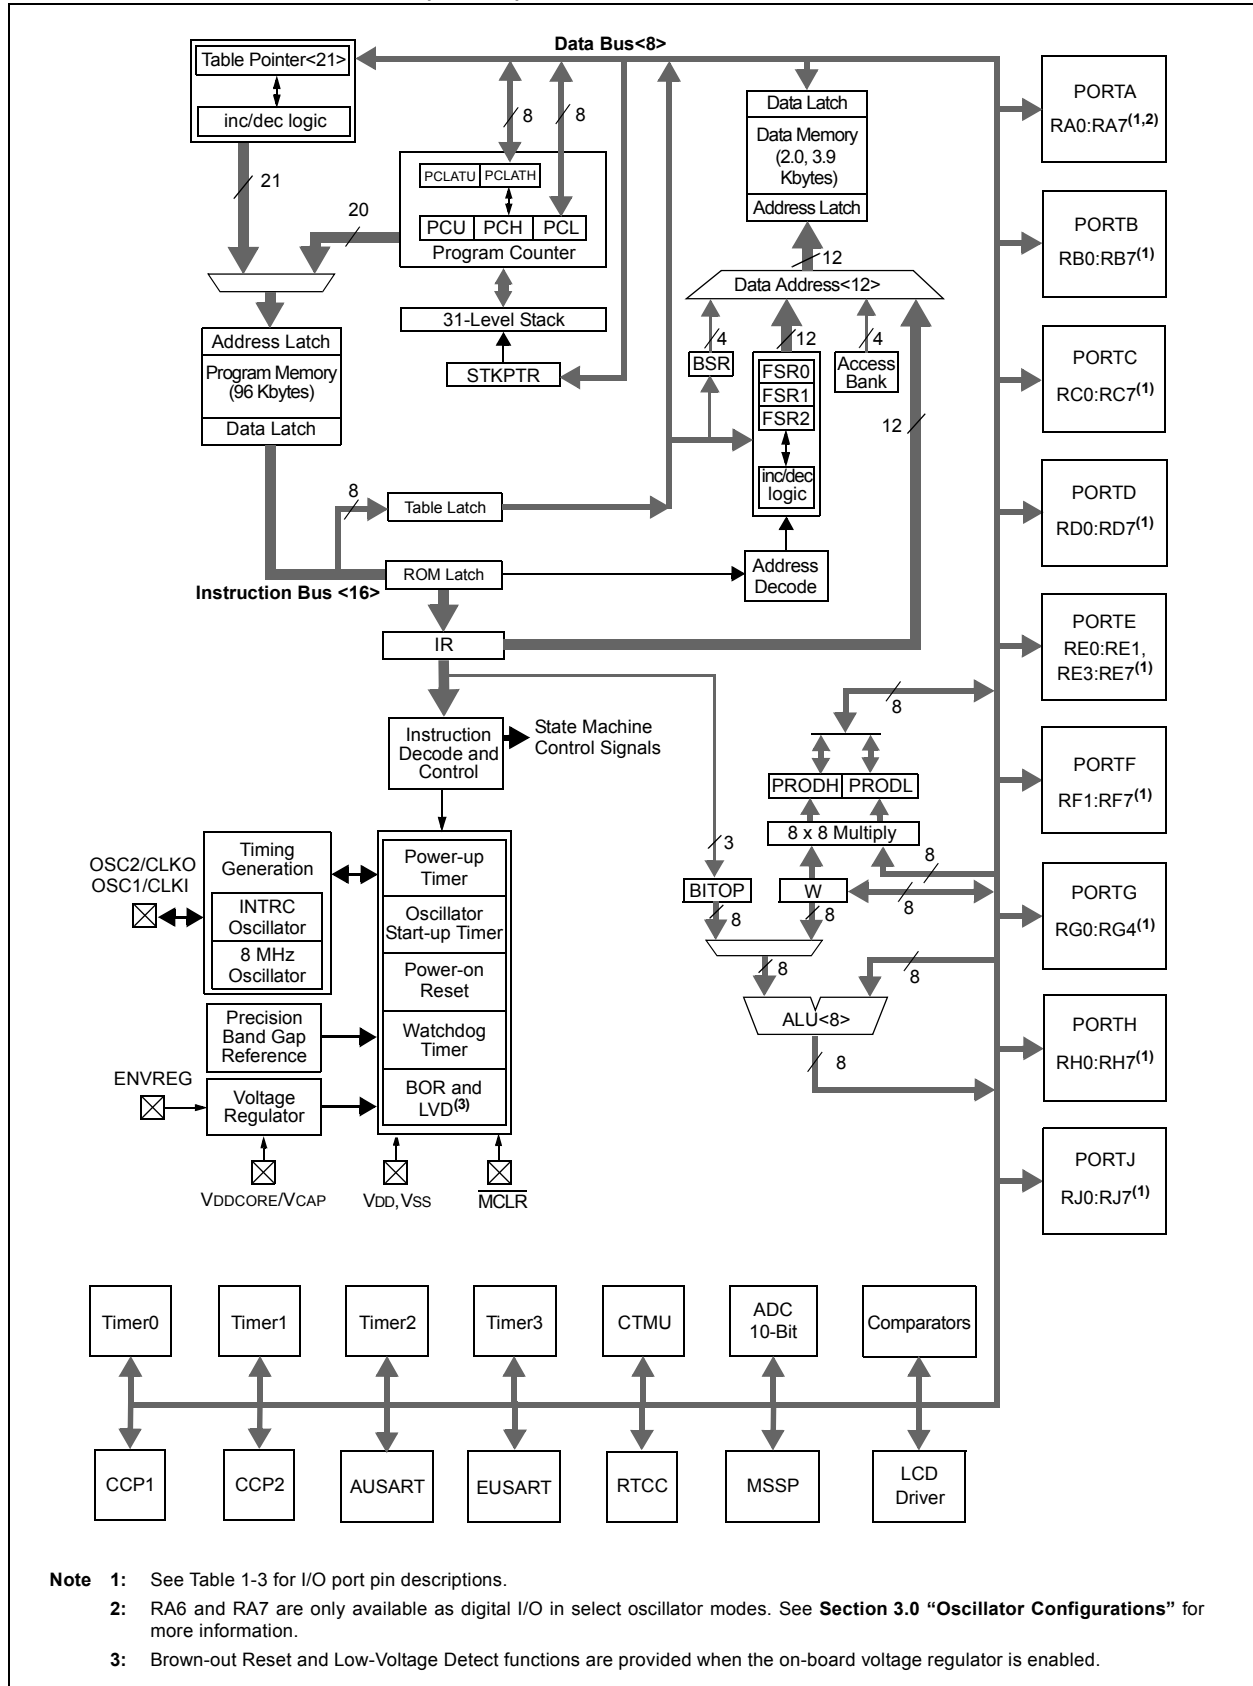 Data Bus<8>
Table Pointer<21>
inc/dec logic
21
20
8
8
PCLATU PCLATH
PCU PCH PCL
Program Counter
31-Level Stack
STKPTR
Address Latch
Program Memory
(96 Kbytes)
Data Latch
8
Table Latch
ROM Latch
Instruction Bus <16>
IR
Data Latch
Data Memory
(2.0, 3.9
Kbytes)
Address Latch
12
Data Address<12>
4
12
4
BSR
FSR0
FSR1
FSR2
inc/dec
logic
Access
Bank
12
Address
Decode
Instruction
Decode and
Control
State Machine
Control Signals
8
PRODH PRODL
8 x 8 Multiply
3
8
BITOP
W
8
8
8
8
8
ALU<8>
8
OSC2/CLKO
OSC1/CLKI
Timing
Generation
INTRC
Oscillator
8 MHz
Oscillator
Precision
Band Gap
Reference
ENVREG
Voltage
Regulator
Power-up
Timer
Oscillator
Start-up Timer
Power-on
Reset
Watchdog
Timer
BOR and
LVD(3)
VDDCORE/VCAP
VDD, VSS
MCLR
PORTA
RA0:RA7(1,2)
PORTB
RB0:RB7(1)
PORTC
RC0:RC7(1)
PORTD
RD0:RD7(1)
PORTE
RE0:RE1,
RE3:RE7(1)
PORTF
RF1:RF7(1)
PORTG
RG0:RG4(1)
PORTH
RH0:RH7(1)
PORTJ
RJ0:RJ7(1)
Timer0
Timer1
Timer2
Timer3
CTMU
ADC
10-Bit
Comparators
CCP1
CCP2
AUSART
EUSART
RTCC
MSSP
LCD
Driver
Note 1: See Table 1-3 for I/O port pin descriptions.
2: RA6 and RA7 are only available as digital I/O in select oscillator modes. See Section 3.0 “Oscillator Configurations” for
more information.
3: Brown-out Reset and Low-Voltage Detect functions are provided when the on-board voltage regulator is enabled.